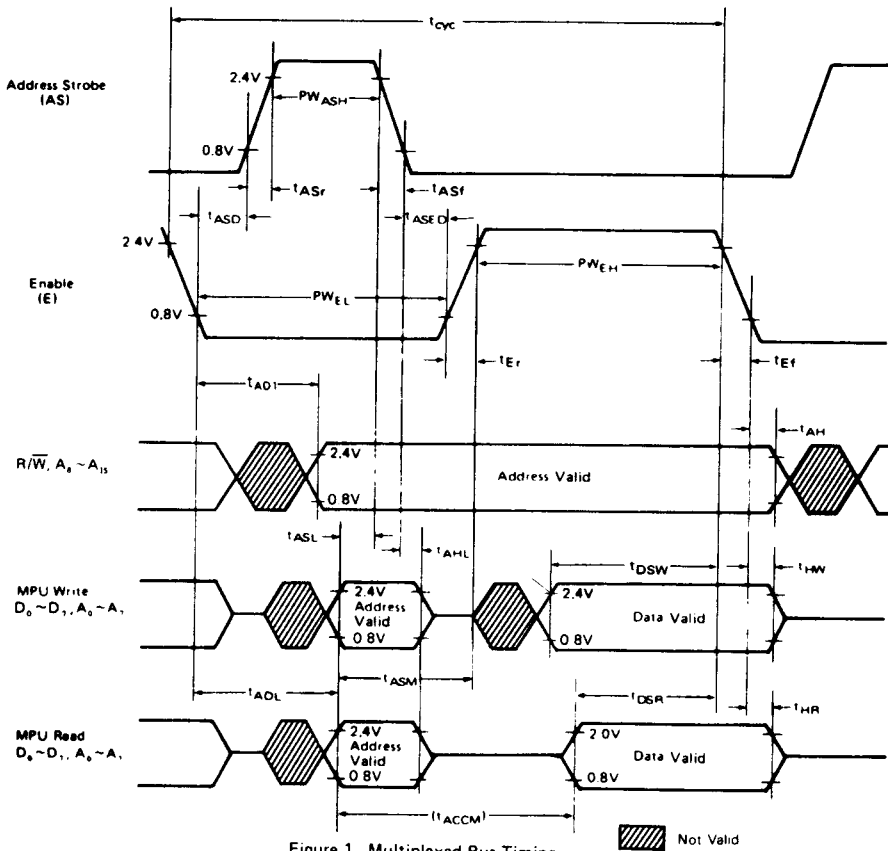 tcyc
Address Strobe
(AS)
2.4V
PWASH
0.8V
tASr
tASf
tASD
tASED
2.4V
Enable
(E)
PWEH
PWEL
0.8V
tEr
tEf
tAD1
tAH
R/W̅, A₈ ~ A₁₅
2.4V
Address Valid
0.8V
tASL
tAHL
tDSW
tHW
MPU Write
D₀~D₇, A₀~A₇
2.4V
Address
Valid
0.8V
2.4V
Data Valid
0.8V
tADL
tASM
tDSR
tHR
MPU Read
D₀~D₇, A₀~A₇
2.4V
Address
Valid
0.8V
2.0V
Data Valid
0.8V
(tACCM)
Figure 1 Multiplexed Bus Timing
Not Valid